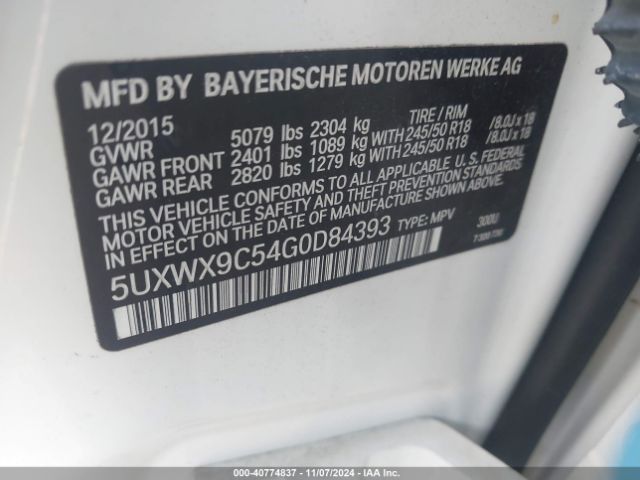 MFD BY BAYERISCHE MOTOREN WERKE AG
12/2015 TIRE / RIM
GVWR 5079 lbs 2304 kg
GAWR FRONT 2401 lbs 1089 kg WITH 245/50 R18 /8.0J x 18
GAWR REAR 2820 lbs 1279 kg WITH 245/50 R18 /8.0J x 18
THIS VEHICLE CONFORMS TO ALL APPLICABLE U.S. FEDERAL
MOTOR VEHICLE SAFETY AND THEFT PREVENTION STANDARDS
IN EFFECT ON THE DATE OF MANUFACTURE SHOWN ABOVE.
5UXWX9C54G0D84393 TYPE: MPV 300U
000-40774837 - 11/07/2024 - IAA Inc.